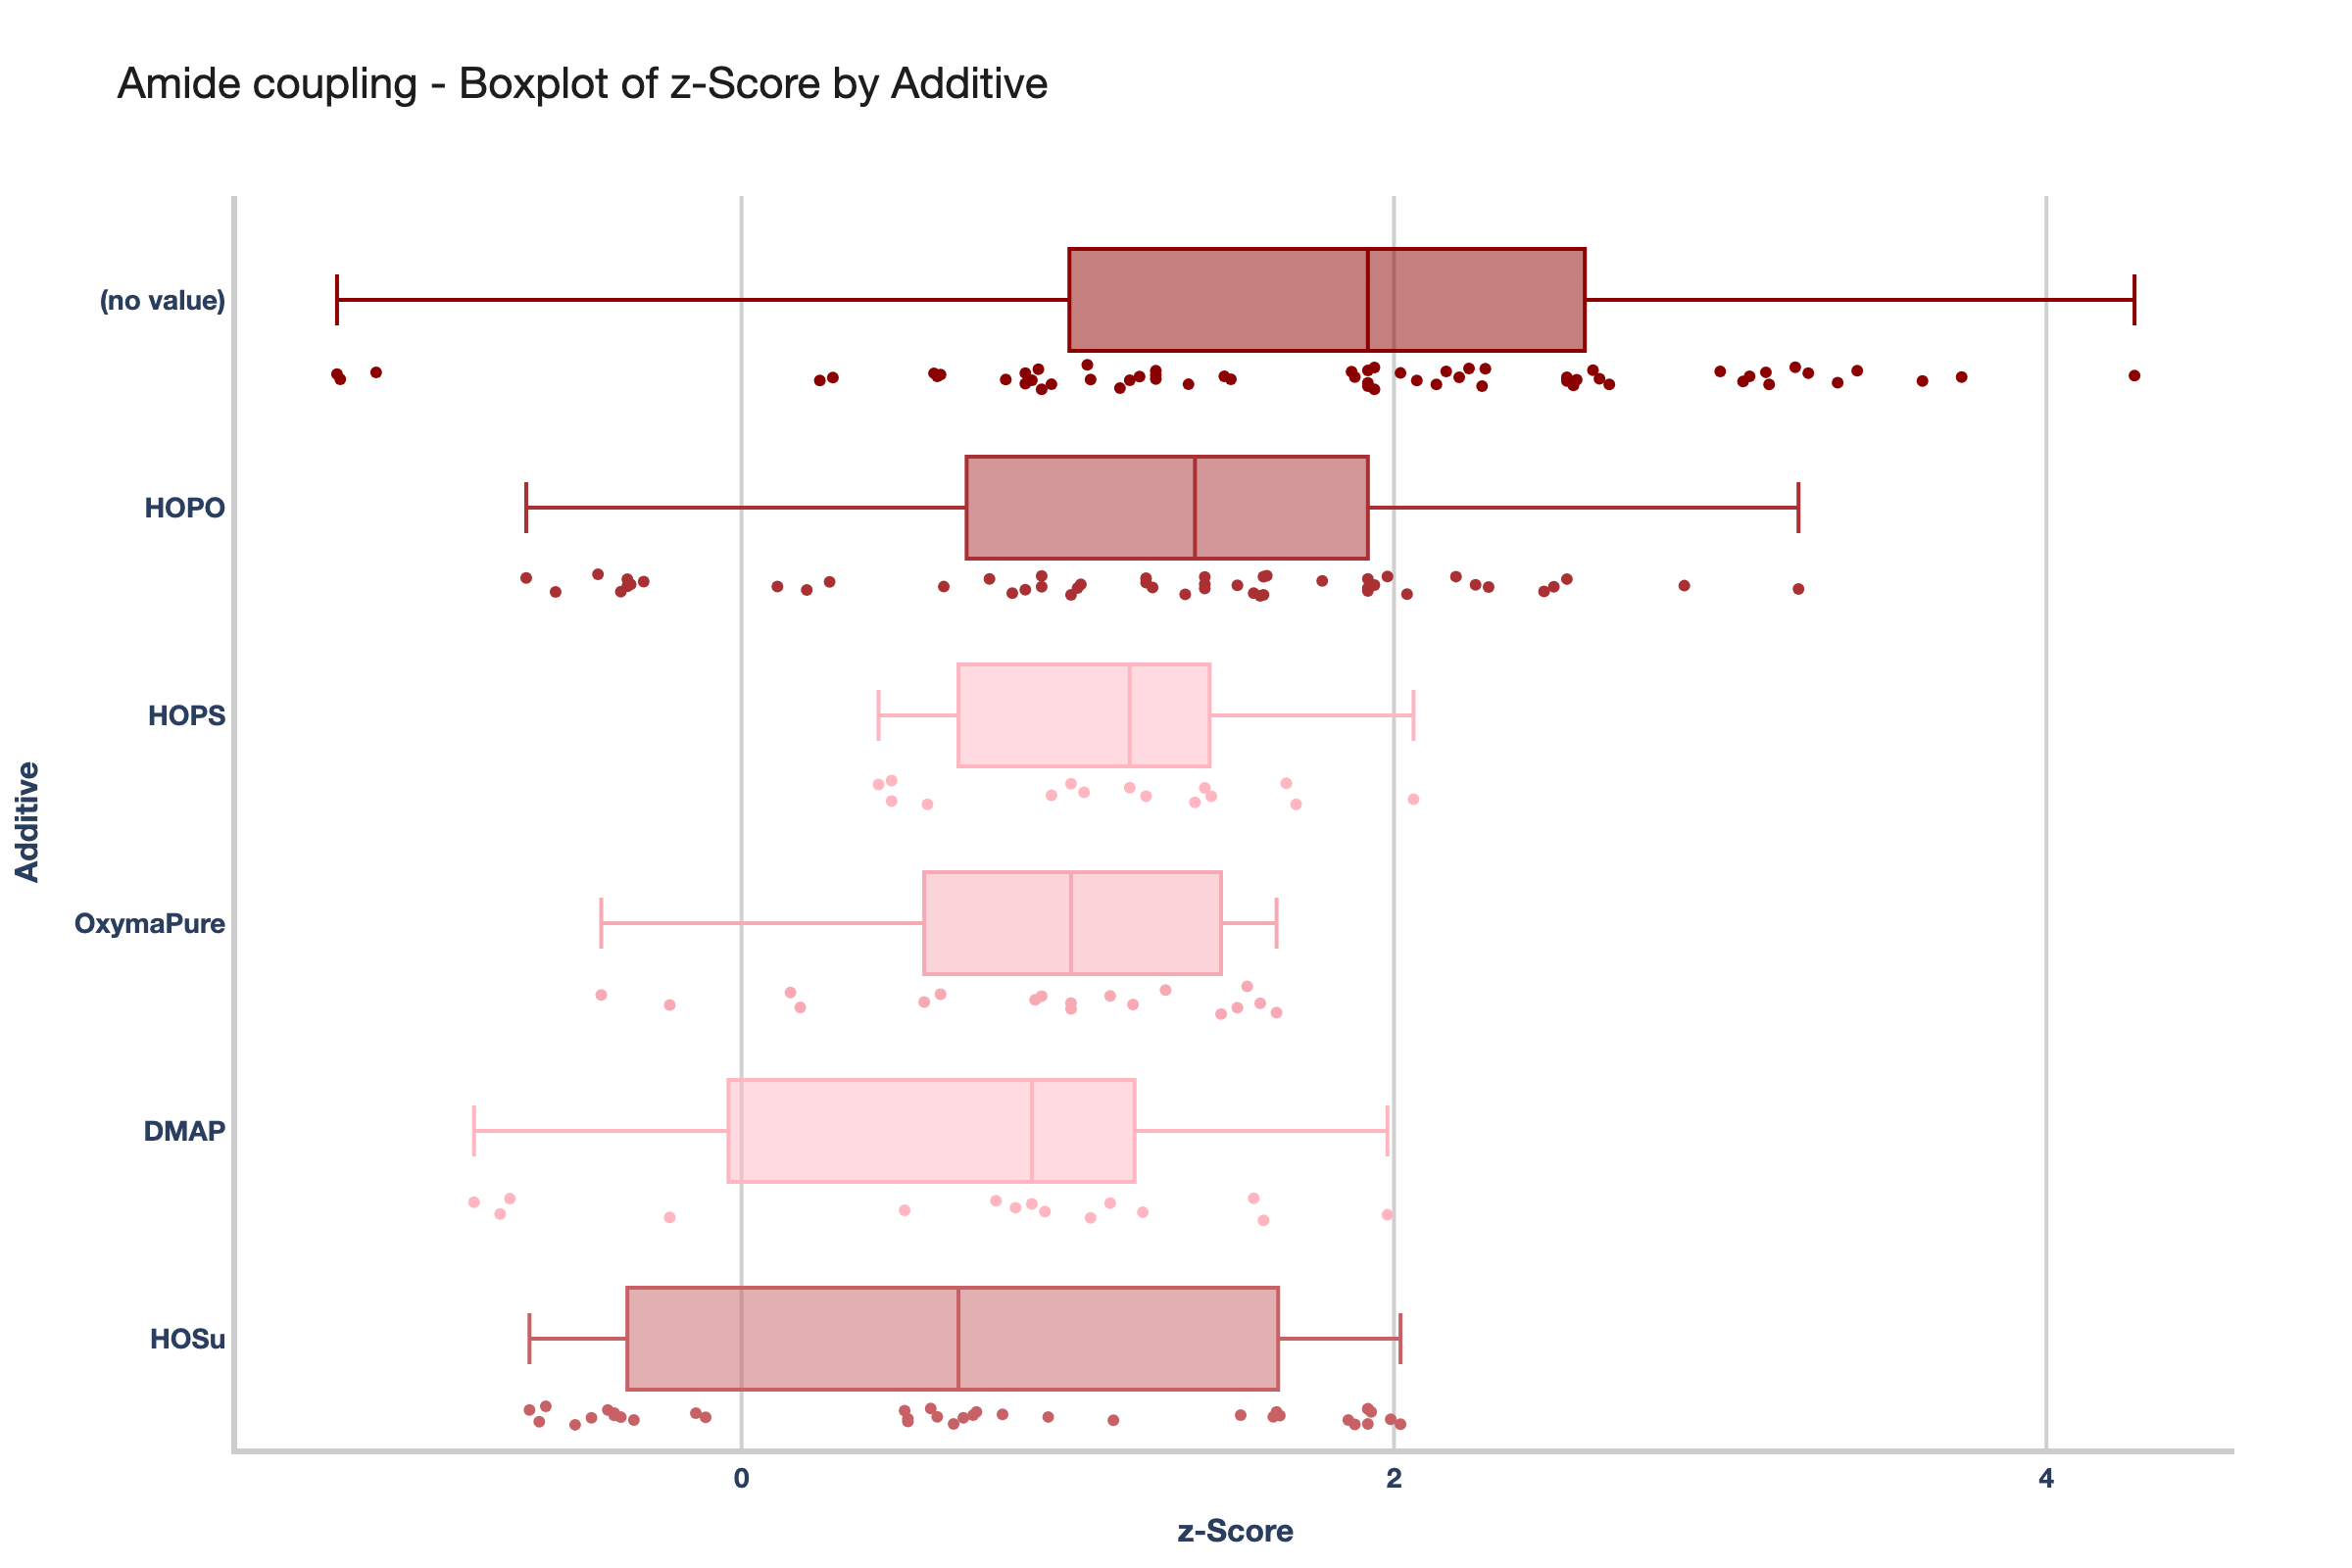 Amide coupling - Boxplot of z-Score by Additive
(no value)
HOPO
HOPS
OxymaPure
DMAP
HOSu
Additive
0
2
4
z-Score